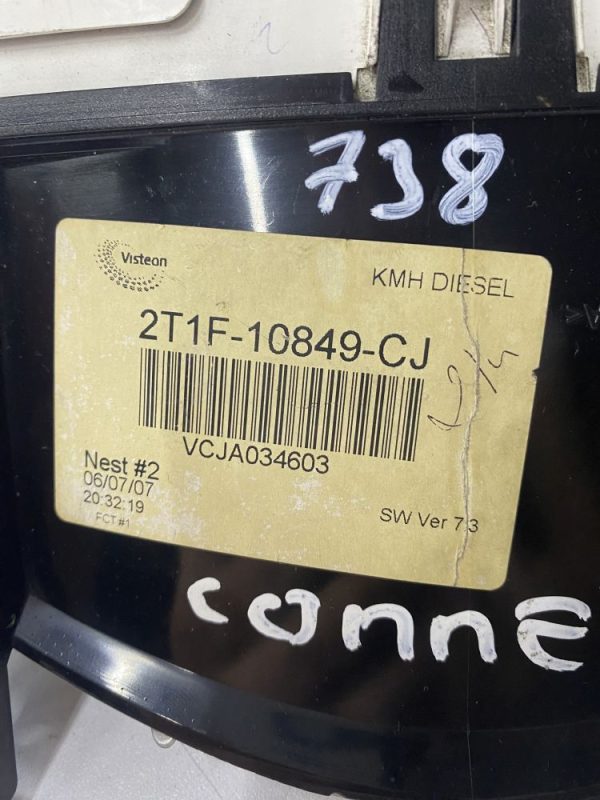 738
Visteon
KMH DIESEL
2T1F-10849-CJ
VCJA034603
Nest #2
06/07/07
20:32:19
FCT #1
SW Ver 7.3
conne